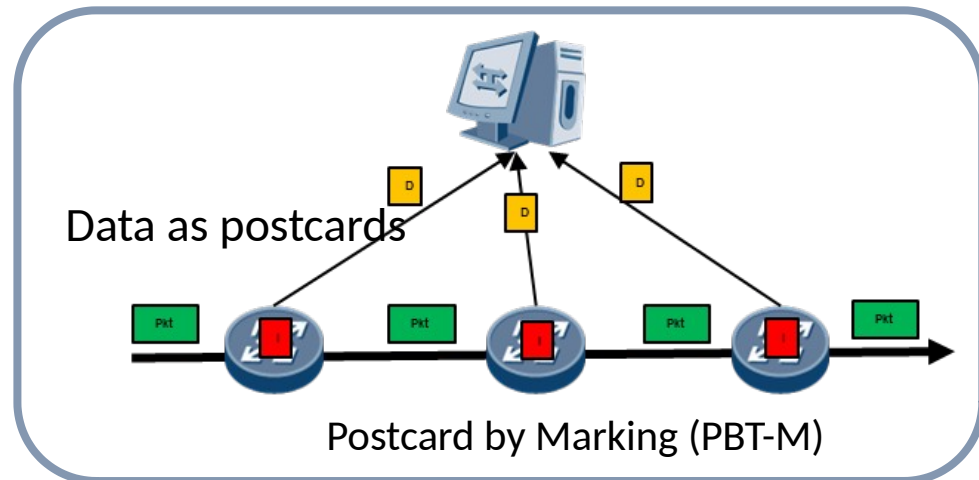 D
D
D
Data as postcards
Pkt
Pkt
Pkt
Pkt
I
I
I
Postcard by Marking (PBT-M)